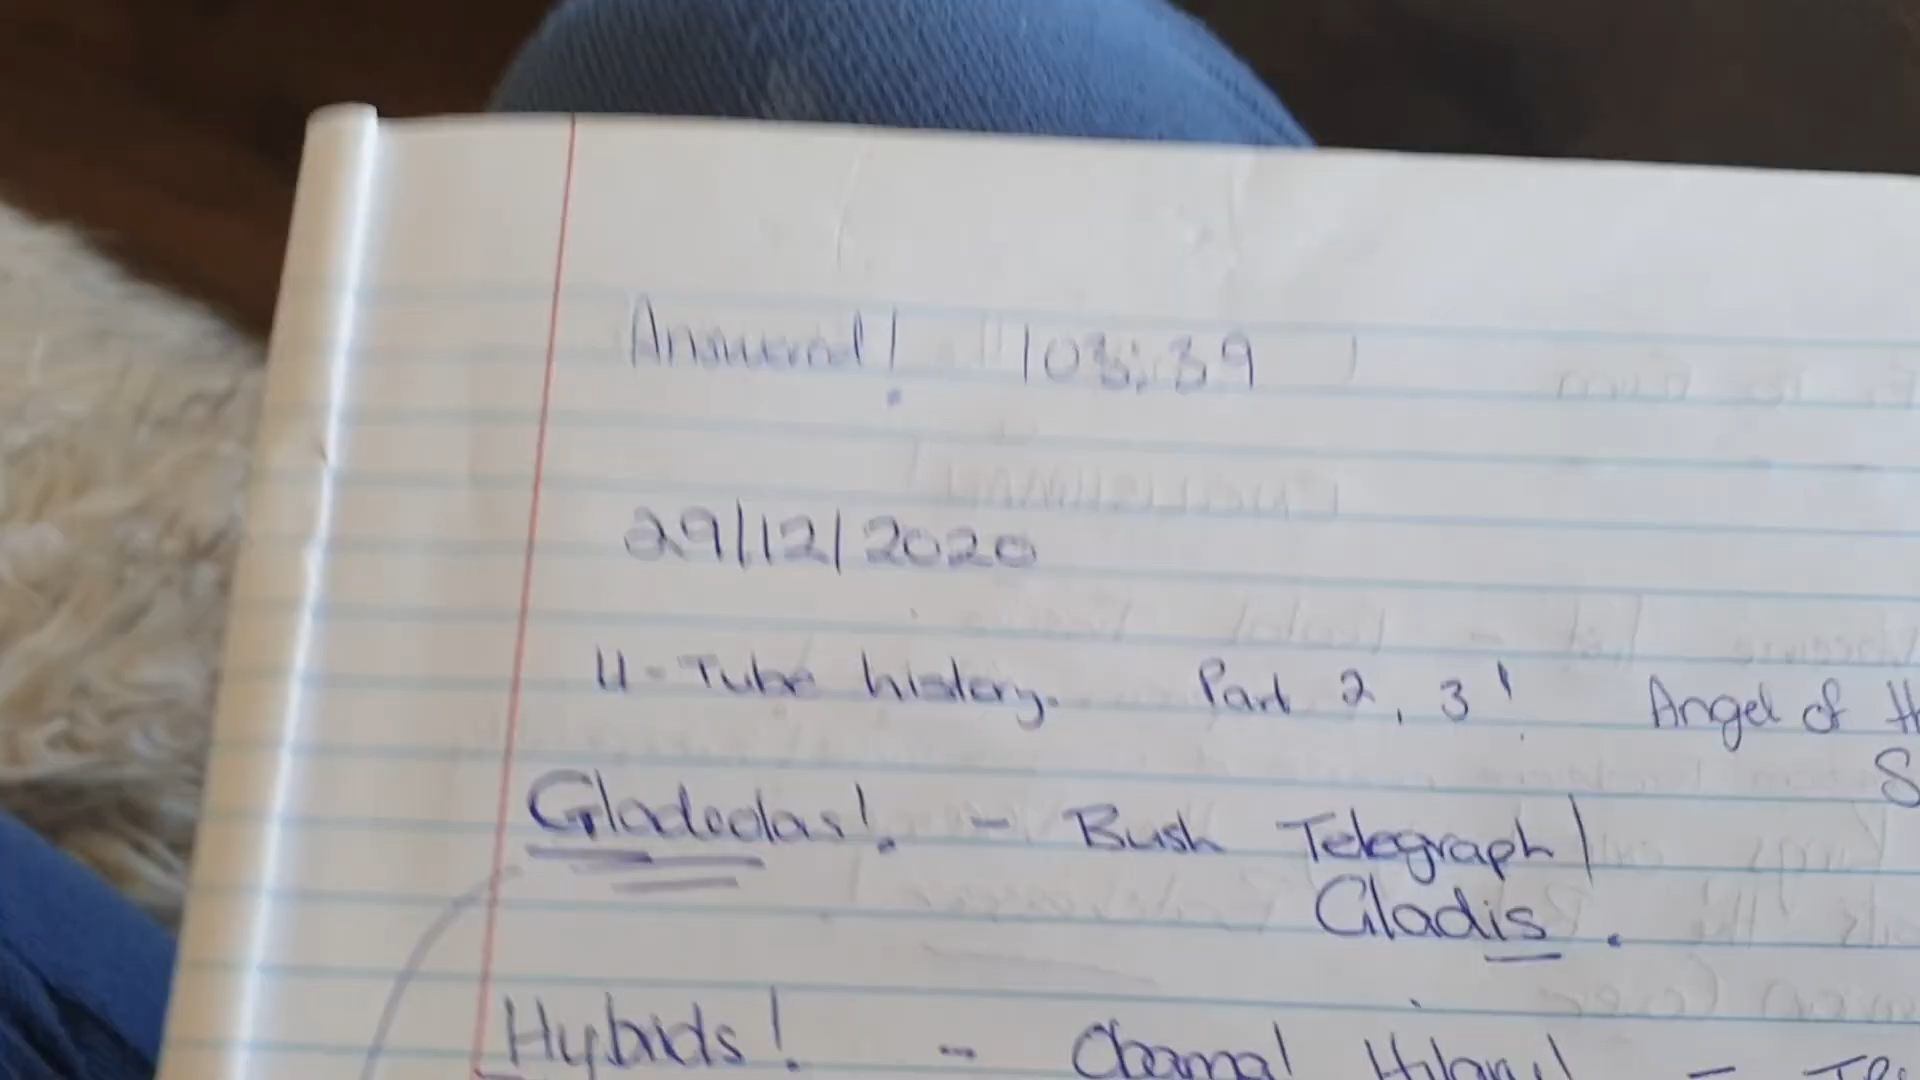 Answered! 103:39
29/12/2020
U-Tube history. Part 2, 3! Angel of
Gladeolas! - Bush Telegraph!
Gladis.
Hybrids! - Obama! Hilary! -